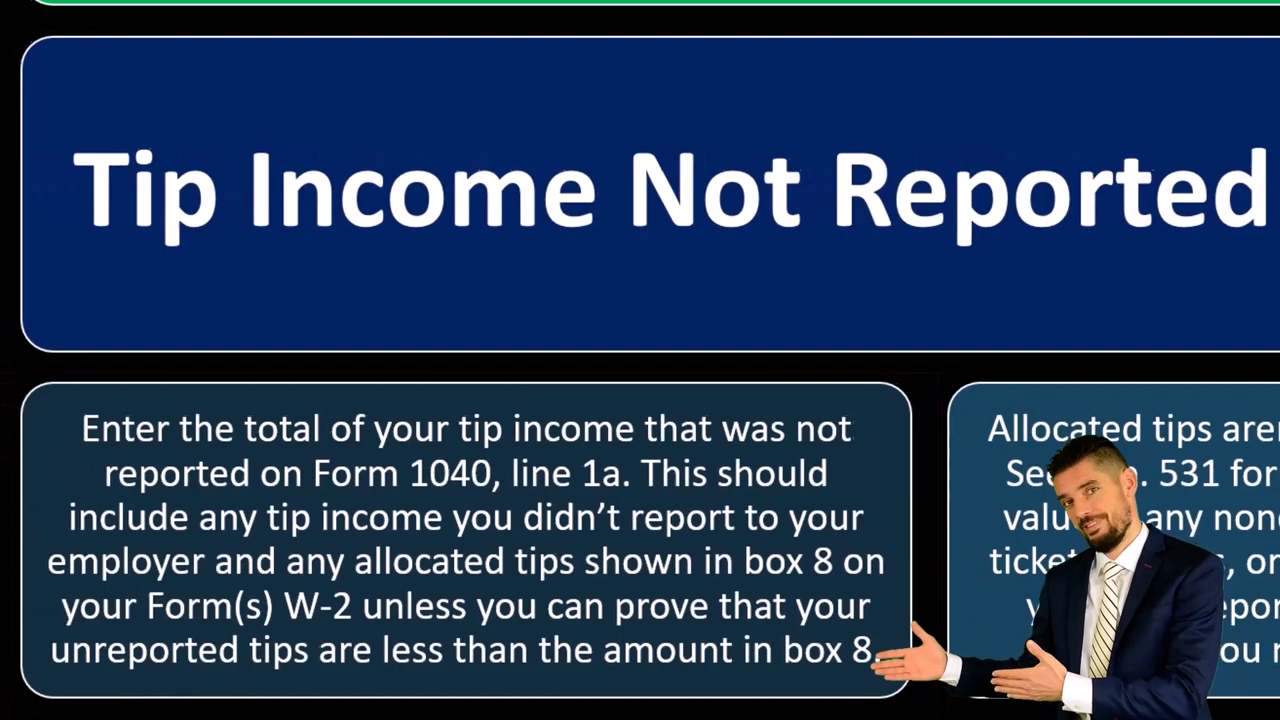 Tip Income Not Reported
Enter the total of your tip income that was not
reported on Form 1040, line 1a. This should
include any tip income you didn’t report to your
employer and any allocated tips shown in box 8 on
your Form(s) W-2 unless you can prove that your
unreported tips are less than the amount in box 8.
Allocated tips
531 for
any
ou